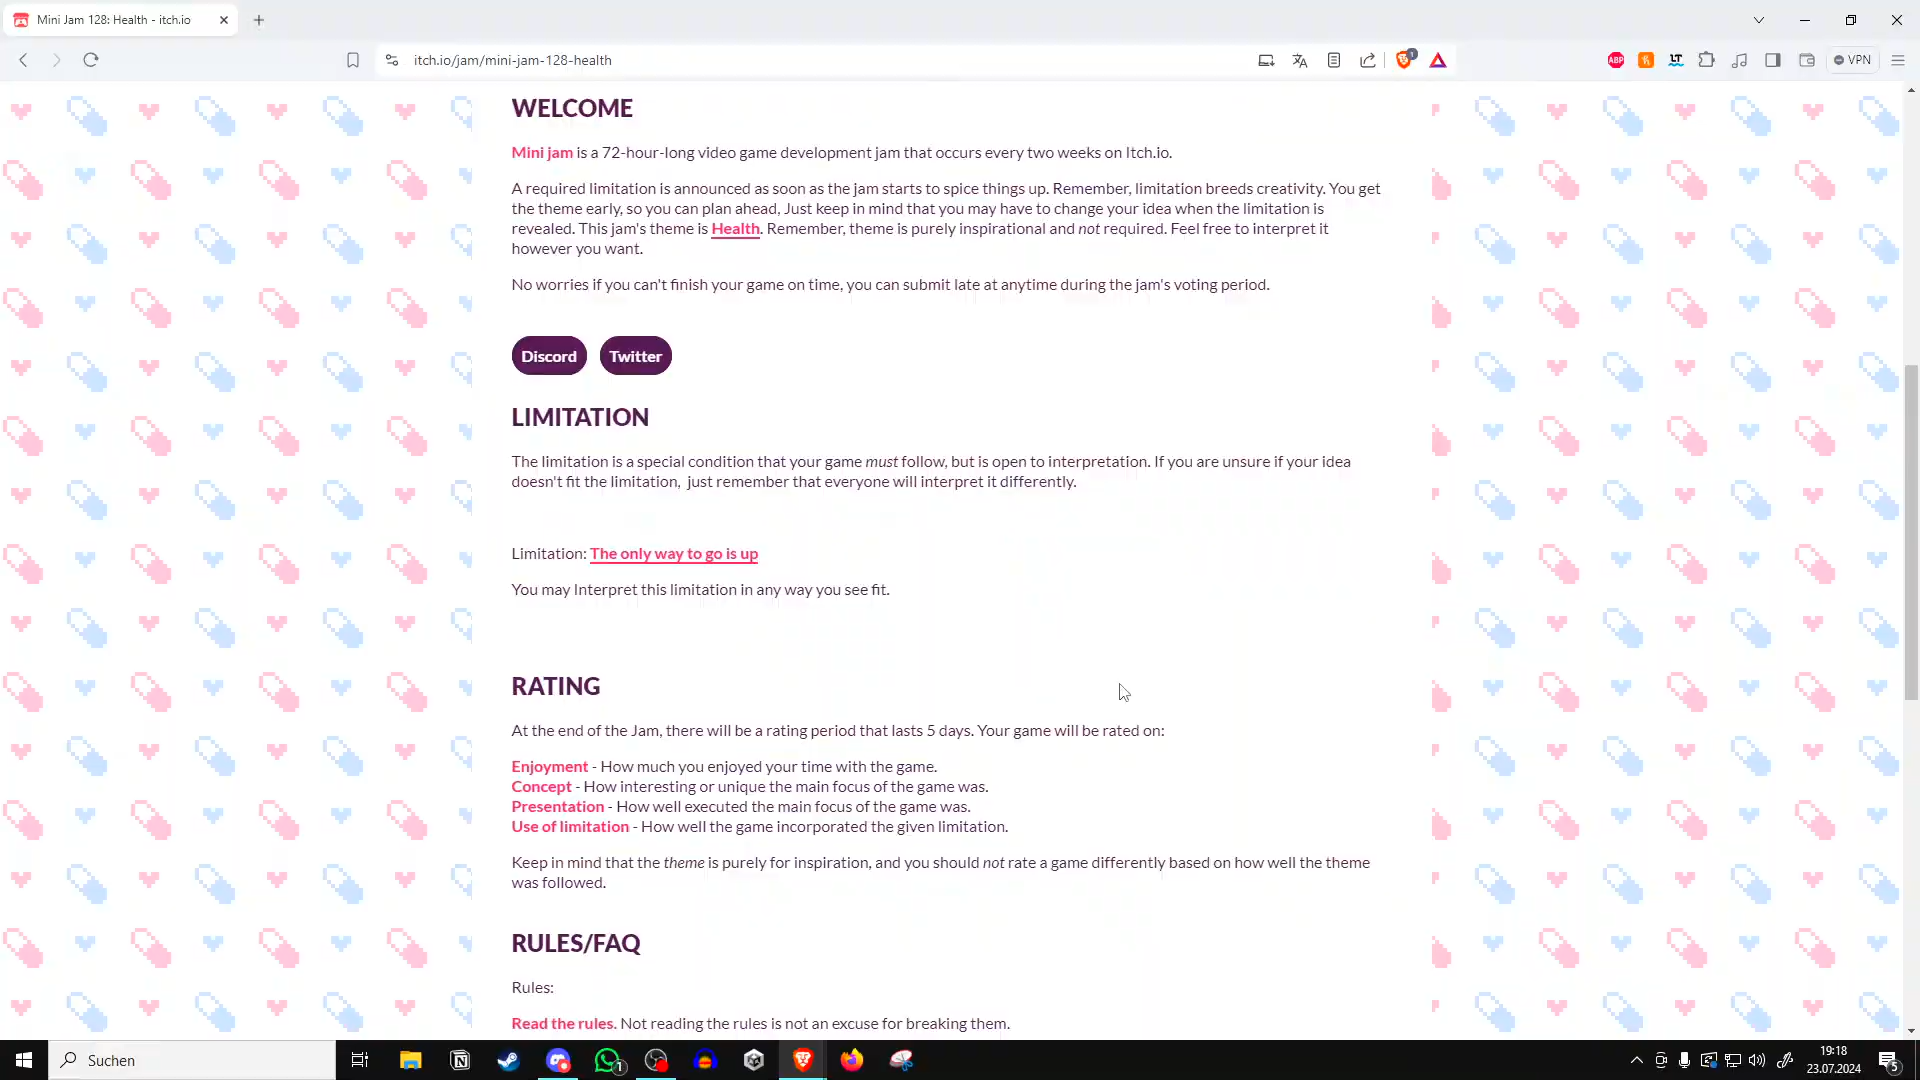 Mini Jam 128: Health - itch.io
itch.io/jam/mini-jam-128-health
1
ABP
LT
VPN
WELCOME
Mini jam is a 72-hour-long video game development jam that occurs every two weeks on Itch.io.
A required limitation is announced as soon as the jam starts to spice things up. Remember, limitation breeds creativity. You get
the theme early, so you can plan ahead, Just keep in mind that you may have to change your idea when the limitation is
revealed. This jam's theme is Health. Remember, theme is purely inspirational and not required. Feel free to interpret it
however you want.
No worries if you can't finish your game on time, you can submit late at anytime during the jam's voting period.
Discord Twitter
LIMITATION
The limitation is a special condition that your game must follow, but is open to interpretation. If you are unsure if your idea
doesn't fit the limitation,  just remember that everyone will interpret it differently.
Limitation: The only way to go is up
You may Interpret this limitation in any way you see fit.
RATING
At the end of the Jam, there will be a rating period that lasts 5 days. Your game will be rated on:
Enjoyment - How much you enjoyed your time with the game.
Concept - How interesting or unique the main focus of the game was.
Presentation - How well executed the main focus of the game was.
Use of limitation - How well the game incorporated the given limitation.
Keep in mind that the theme is purely for inspiration, and you should not rate a game differently based on how well the theme
was followed.
RULES/FAQ
Rules:
Read the rules. Not reading the rules is not an excuse for breaking them.
Suchen
1
19:18
23.07.2024
5